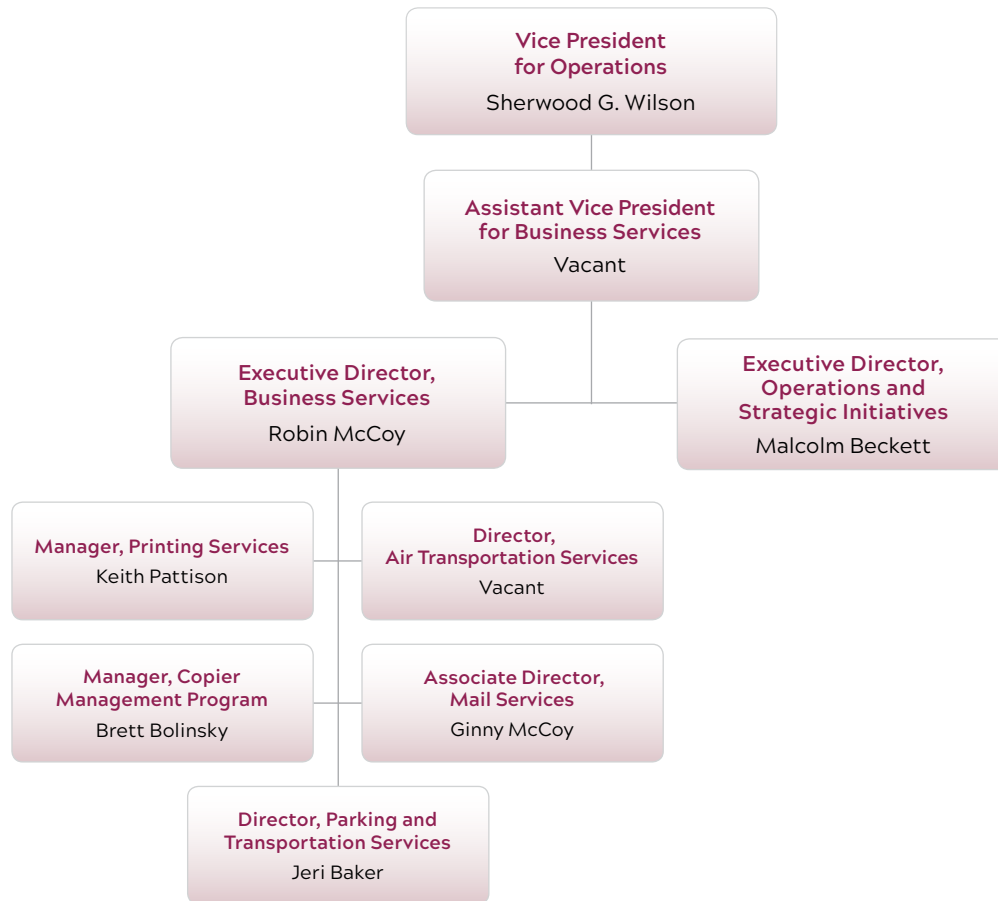 Vice President
for Operations
Sherwood G. Wilson
Assistant Vice President
for Business Services
Vacant
Executive Director,
Business Services
Robin McCoy
Executive Director,
Operations and
Strategic Initiatives
Malcolm Beckett
Manager, Printing Services
Keith Pattison
Director,
Air Transportation Services
Vacant
Manager, Copier
Management Program
Brett Bolinsky
Associate Director,
Mail Services
Ginny McCoy
Director, Parking and
Transportation Services
Jeri Baker